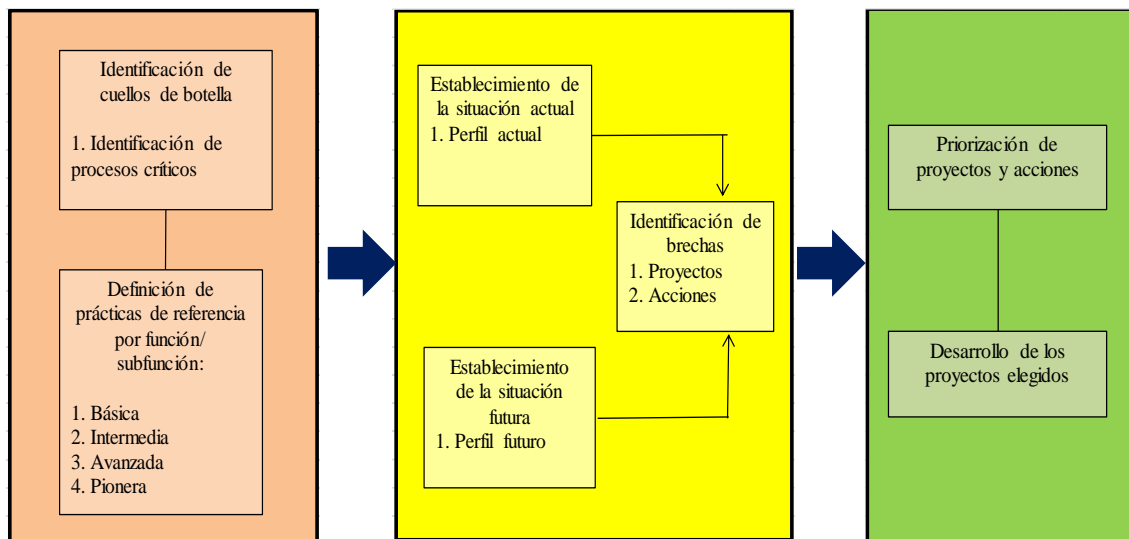 Identificación de
cuellos de botella
1. Identificación de
procesos críticos
Definición de
prácticas de referencia
por función/
subfunción:
1. Básica
2. Intermedia
3. Avanzada
4. Pionera
Establecimiento de
la situación actual
1. Perfil actual
Identificación de
brechas
1. Proyectos
2. Acciones
Establecimiento
de la situación
futura
1. Perfil futuro
Priorización de
proyectos y acciones
Desarrollo de los
proyectos elegidos